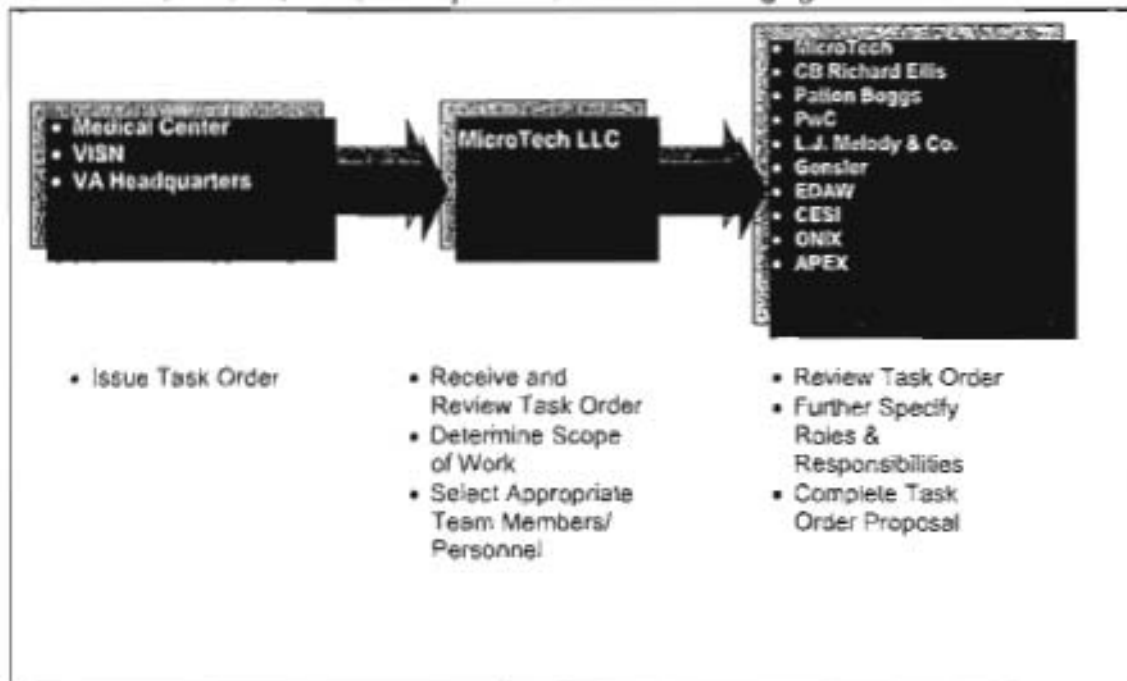 • Medical Center
• VISN
• VA Headquarters
MicroTech LLC
• MicroTech
• CB Richard Ellis
• Patton Boggs
• PwC
• L.J. Melody & Co.
• Gensler
• EDAW
• CESI
• ONIX
• APEX
• Issue Task Order
• Receive and
Review Task Order
• Determine Scope
of Work
• Select Appropriate
Team Members/
Personnel
• Review Task Order
• Further Specify
Roles &
Responsibilities
• Complete Task
Order Proposal